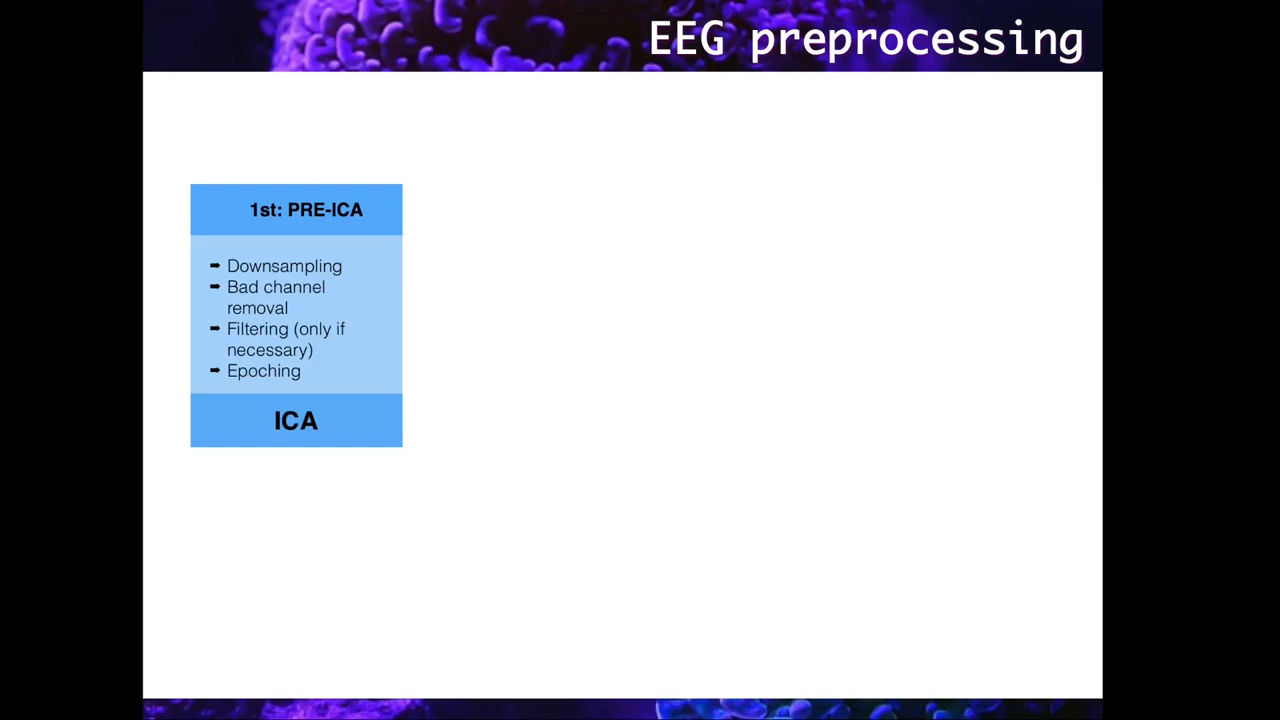 EEG preprocessing
1st: PRE-ICA
➡ Downsampling
➡ Bad channel
removal
➡ Filtering (only if
necessary)
➡ Epoching
ICA